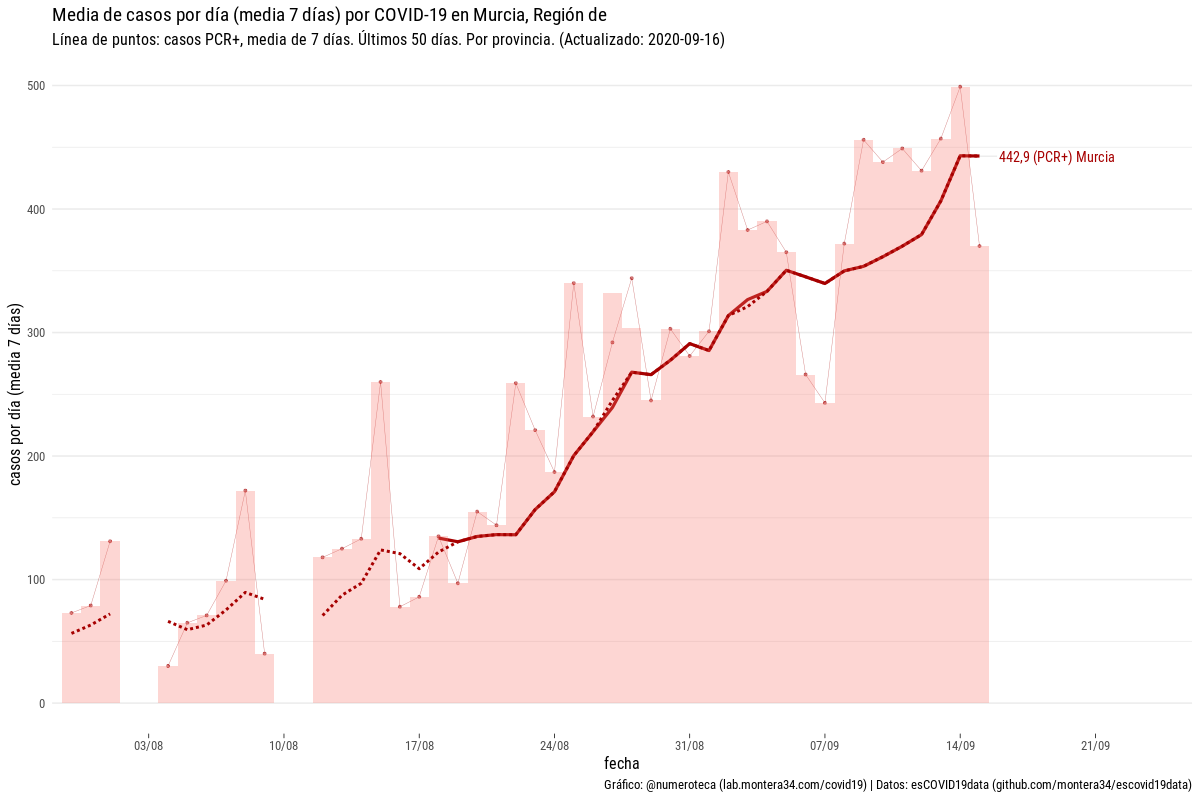 Media de casos por día (media 7 días) por COVID-19 en Murcia, Región de
Línea de puntos: casos PCR+, media de 7 días. Últimos 50 días. Por provincia. (Actualizado: 2020-09-16)
casos por día (media 7 días)
500
400
300
200
100
0
442,9 (PCR+) Murcia
03/08
10/08
17/08
24/08
31/08
07/09
14/09
21/09
fecha
Gráfico: @numeroteca (lab.montera34.com/covid19) | Datos: esCOVID19data (github.com/montera34/escovid19data)